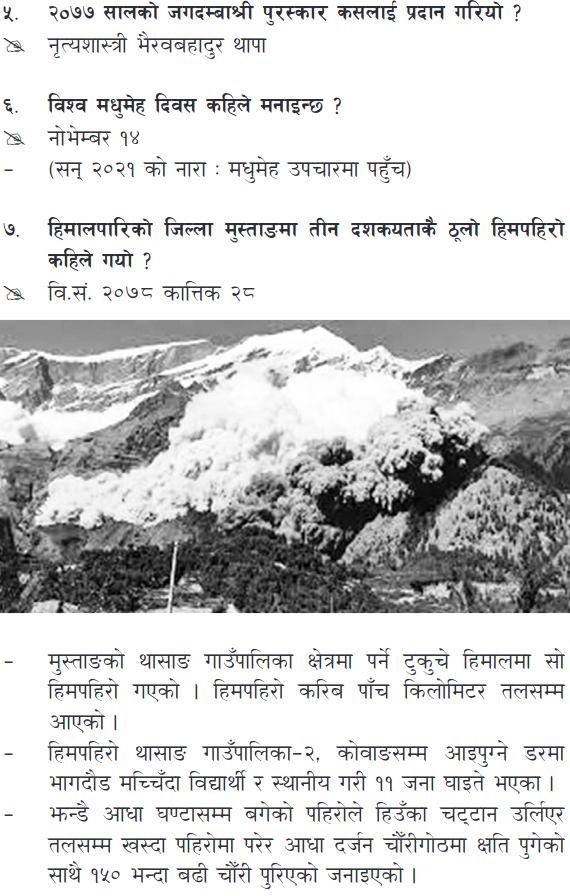 ५. २०७७ सालको जगदम्बाश्री पुरस्कार कसलाई प्रदान गरियो ?
नृत्यशास्त्री भैरवबहादुर थापा
६. विश्व मधुमेह दिवस कहिले मनाइन्छ ?
नोभेम्बर १४
– (सन् २०२१ को नारा : मधुमेह उपचारमा पहुँच)
७. हिमालपारिको जिल्ला मुस्ताङमा तीन दशकयताकै ठूलो हिमपहिरो
कहिले गयो ?
वि.सं. २०७८ कात्तिक २८
– मुस्ताङको थासाङ गाउँपालिका क्षेत्रमा पर्ने टुकुचे हिमालमा सो
हिमपहिरो गएको । हिमपहिरो करिब पाँच किलोमिटर तलसम्म
आएको ।
– हिमपहिरो थासाङ गाउँपालिका–२, कोवाङसम्म आइपुग्ने डरमा
भागदौड मच्चिँदा विद्यार्थी र स्थानीय गरी ११ जना घाइते भएका ।
– झन्डै आधा घण्टासम्म बगेको पहिरोले हिउँका चट्टान उर्लिएर
तलसम्म खस्दा पहिरोमा परेर आधा दर्जन चौँरीगोठमा क्षति पुगेको
साथै १५० भन्दा बढी चौँरी पुरिएको जनाइएको ।